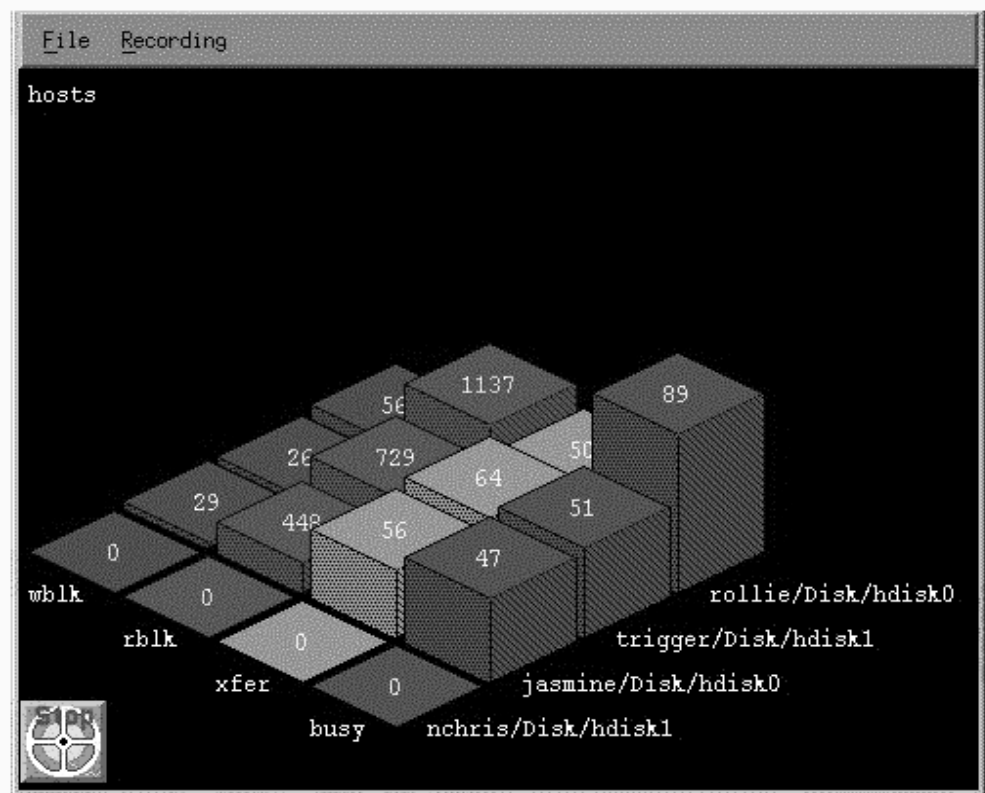 File Recording
hosts
1137
89
56
26
729
50
64
29
448
56
51
47
0
0
0
0
wblk
rblk
xfer
busy
rollie/Disk/hdisk0
trigger/Disk/hdisk1
jasmine/Disk/hdisk0
nchris/Disk/hdisk1
Stop